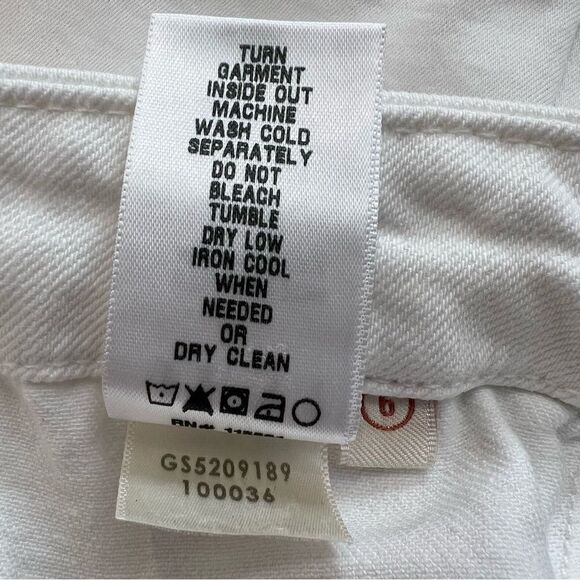 TURN
GARMENT
INSIDE OUT
MACHINE
WASH COLD
SEPARATELY
DO NOT
BLEACH
TUMBLE
DRY LOW
IRON COOL
WHEN
NEEDED
OR
DRY CLEAN
RN#
6
GS5209189
100036